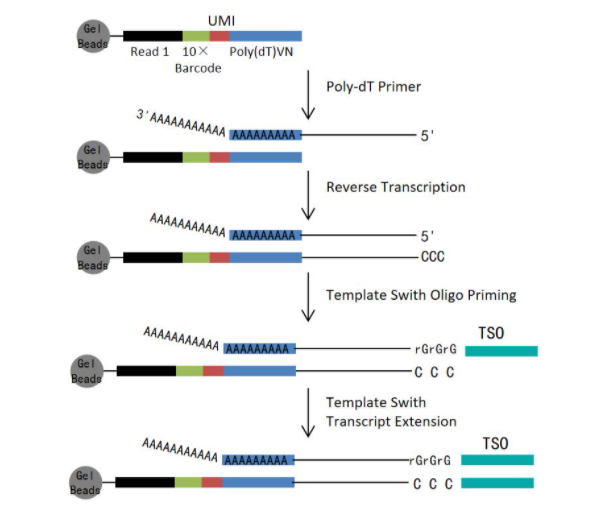 UMI
Gel
Beads
Read 1 10× Poly(dT)VN
Barcode
Poly-dT Primer
3'AAAAAAAAAAA AAAAAAAAA 5'
Gel
Beads
Reverse Transcription
AAAAAAAAAAA AAAAAAAAA 5'
Gel
Beads
CCC
Template Swith Oligo Priming
TSO
AAAAAAAAAAA AAAAAAAAA rGrGrG
Gel
Beads
C C C
Template Swith
Transcript Extension
TSO
AAAAAAAAAAA AAAAAAAAA rGrGrG
Gel
Beads
C C C